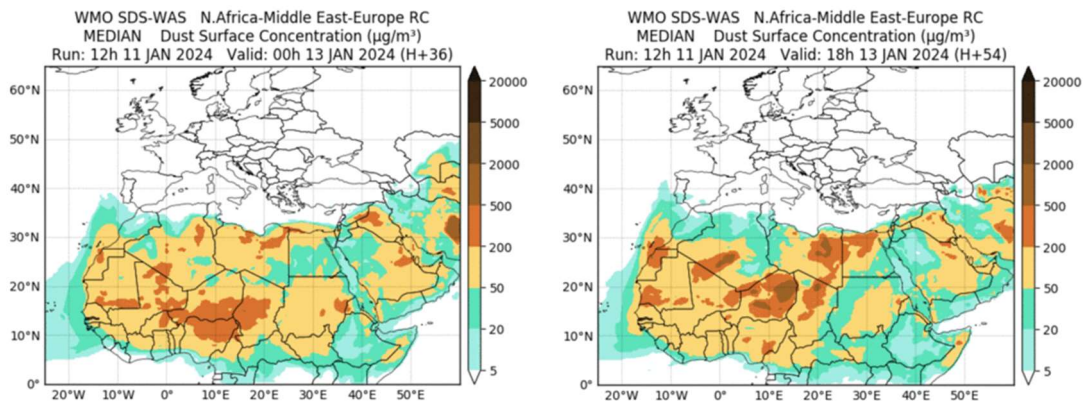 WMO SDS-WAS N.Africa-Middle East-Europe RC
MEDIAN Dust Surface Concentration (µg/m³)
Run: 12h 11 JAN 2024 Valid: 00h 13 JAN 2024 (H+36)
60°N
50°N
40°N
30°N
20°N
10°N
0°
20°W
10°W
0°
10°E
20°E
30°E
40°E
50°E
20000
5000
2000
500
200
50
20
5
WMO SDS-WAS N.Africa-Middle East-Europe RC
MEDIAN Dust Surface Concentration (µg/m³)
Run: 12h 11 JAN 2024 Valid: 18h 13 JAN 2024 (H+54)
60°N
50°N
40°N
30°N
20°N
10°N
0°
20°W
10°W
0°
10°E
20°E
30°E
40°E
50°E
20000
5000
2000
500
200
50
20
5